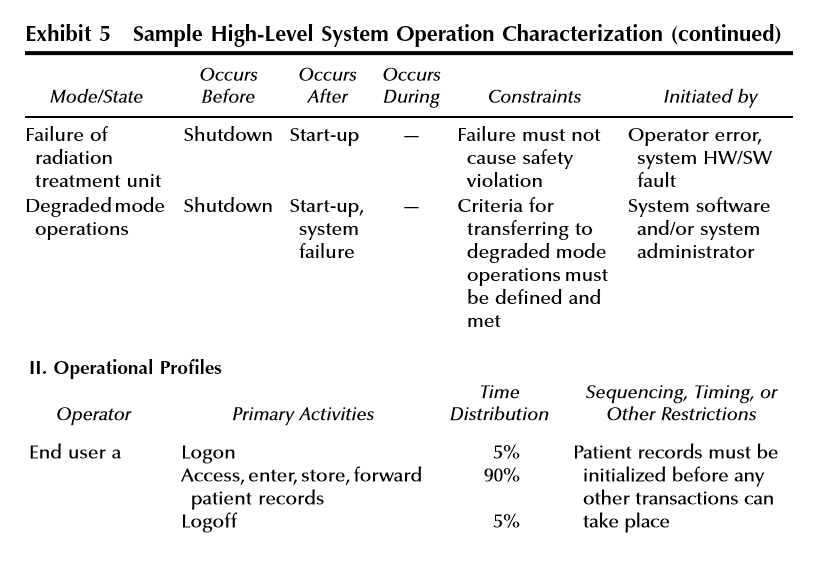 Exhibit 5 Sample High-Level System Operation Characterization (continued)
Occurs Occurs Occurs
Mode/State Before After During Constraints Initiated by
Failure of Shutdown Start-up — Failure must not Operator error,
radiation cause safety system HW/SW
treatment unit violation fault
Degraded mode Shutdown Start-up, — Criteria for System software
operations system transferring to and/or system
failure degraded mode administrator
operations must
be defined and
met
II. Operational Profiles
Time Sequencing, Timing, or
Operator Primary Activities Distribution Other Restrictions
End user a Logon 5% Patient records must be
Access, enter, store, forward 90% initialized before any
patient records other transactions can
Logoff 5% take place